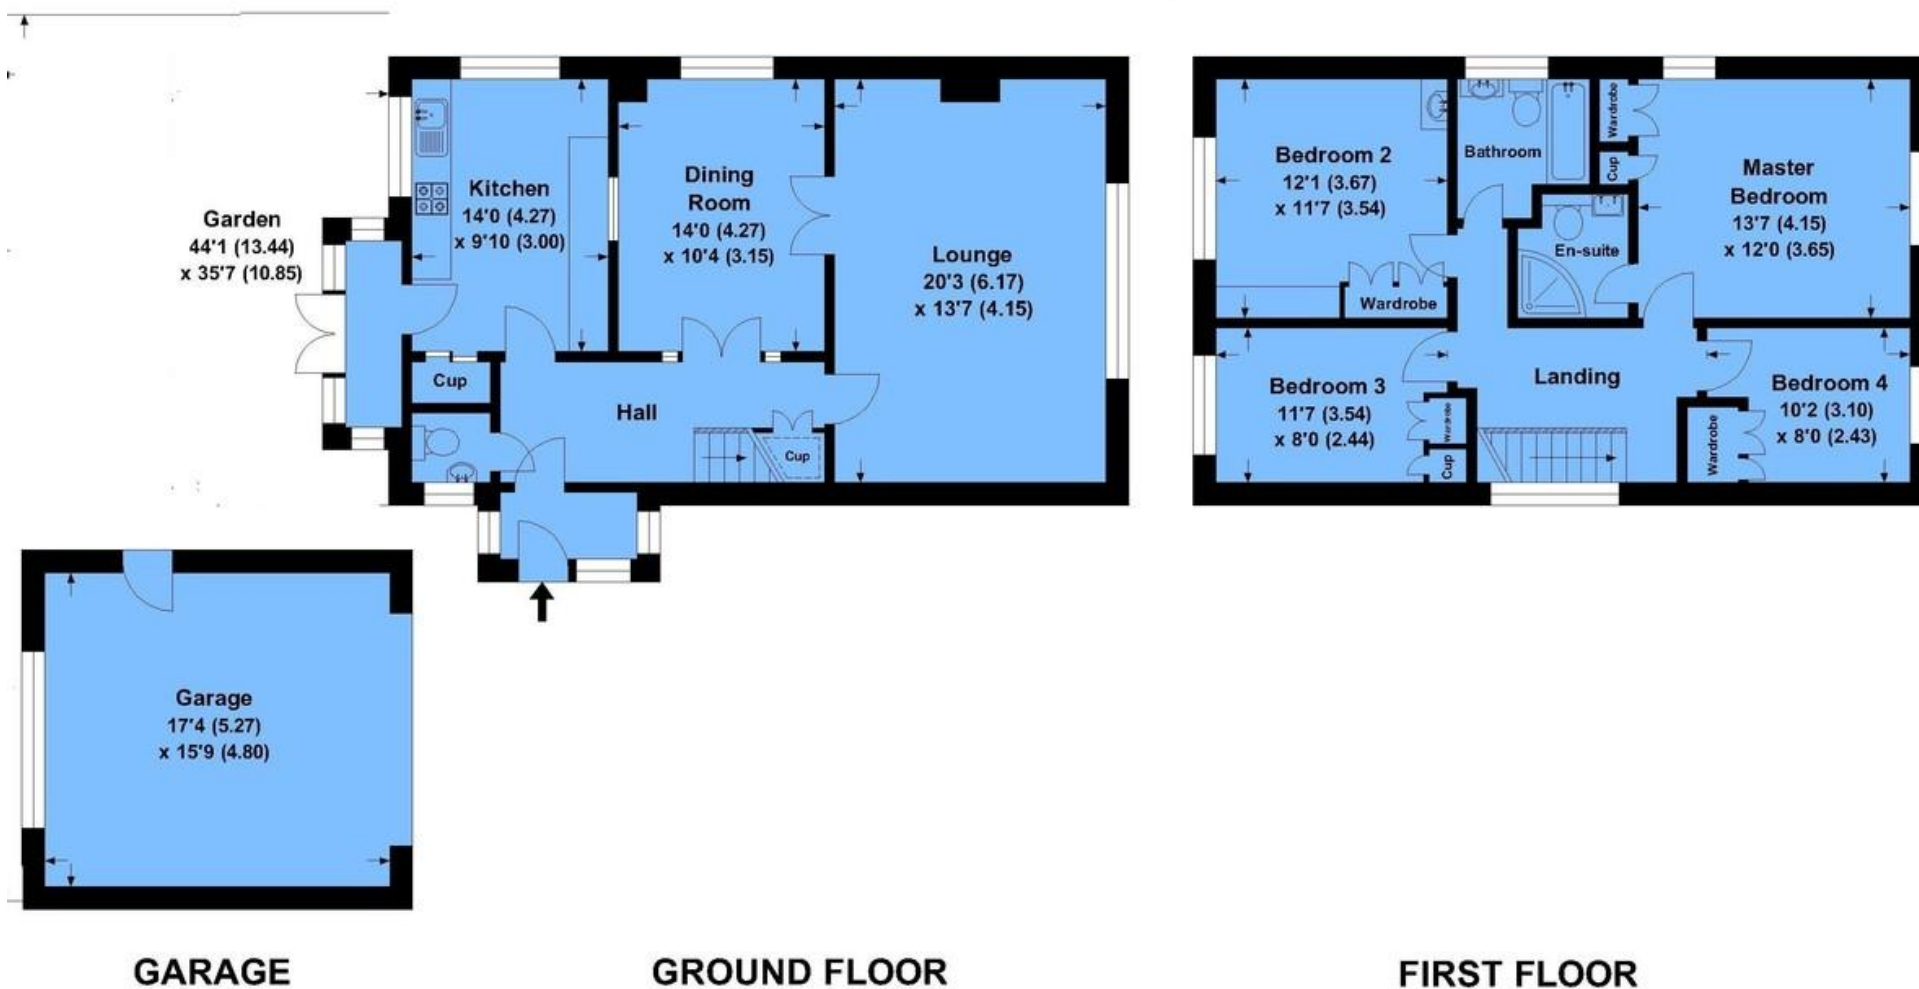 Garden
44'1 (13.44)
x 35'7 (10.85)
Kitchen
14'0 (4.27)
x 9'10 (3.00)
Dining
Room
14'0 (4.27)
x 10'4 (3.15)
Lounge
20'3 (6.17)
x 13'7 (4.15)
Cup
Hall
Cup
Garage
17'4 (5.27)
x 15'9 (4.80)
Bedroom 2
12'1 (3.67)
x 11'7 (3.54)
Wardrobe
Bathroom
Wardrobe
Cup
En-suite
Master
Bedroom
13'7 (4.15)
x 12'0 (3.65)
Bedroom 3
11'7 (3.54)
x 8'0 (2.44)
Wardrobe
Cup
Landing
Wardrobe
Bedroom 4
10'2 (3.10)
x 8'0 (2.43)
GARAGE
GROUND FLOOR
FIRST FLOOR